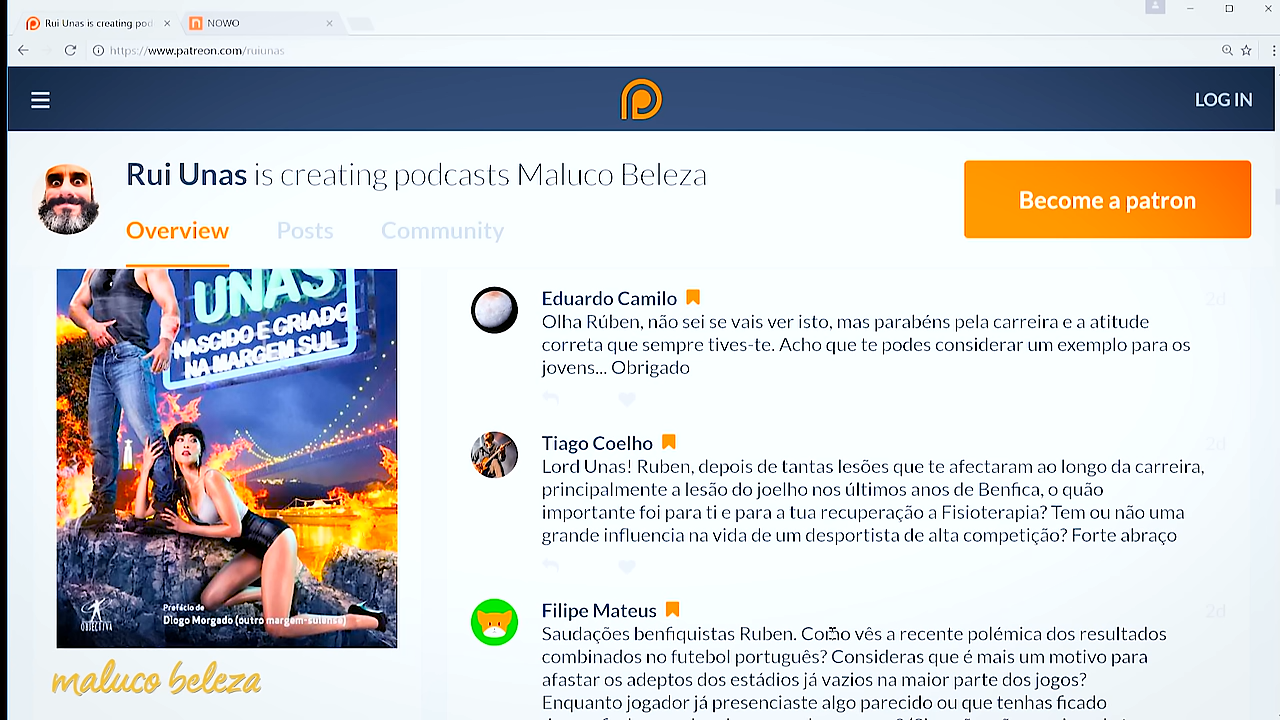 Rui Unas is creating pod
NOWO
https://www.patreon.com/ruiunas
LOG IN
Rui Unas is creating podcasts Maluco Beleza
Become a patron
Overview Posts Community
UNAS
NASCIDO E CRIADO
NA MARGEM SUL
Prefácio de
Diogo Morgado (outro margem-sulense)
OBJECTIVA
maluco beleza
Eduardo Camilo
2d
Olha Rúben, não sei se vais ver isto, mas parabéns pela carreira e a atitude
correta que sempre tives-te. Acho que te podes considerar um exemplo para os
jovens... Obrigado
Tiago Coelho
2d
Lord Unas! Ruben, depois de tantas lesões que te afectaram ao longo da carreira,
principalmente a lesão do joelho nos últimos anos de Benfica, o quão
importante foi para ti e para a tua recuperação a Fisioterapia? Tem ou não uma
grande influencia na vida de um desportista de alta competição? Forte abraço
Filipe Mateus
2d
Saudações benfiquistas Ruben. Como vês a recente polémica dos resultados
combinados no futebol português? Consideras que é mais um motivo para
afastar os adeptos dos estádios já vazios na maior parte dos jogos?
Enquanto jogador já presenciaste algo parecido ou que tenhas ficado